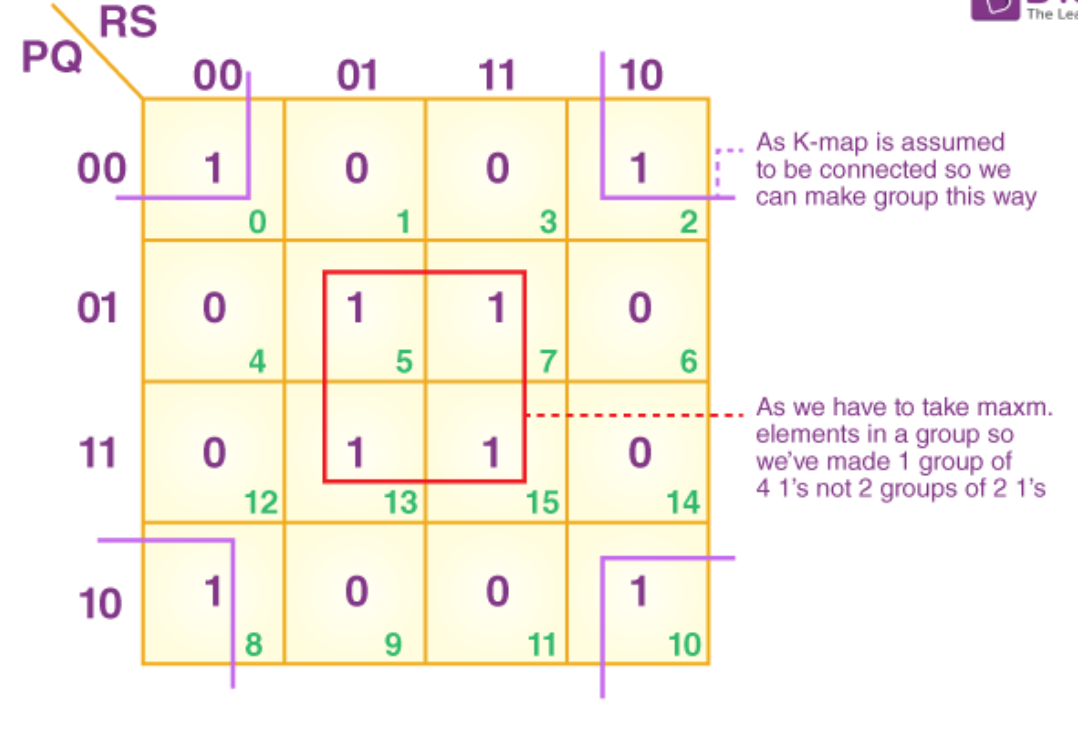 RS
The Lea
PQ
00 01 11 10
00 1 0 0 1
0 1 3 2
As K-map is assumed
to be connected so we
can make group this way
01 0 1 1 0
4 5 7 6
11 0 1 1 0
12 13 15 14
As we have to take maxm.
elements in a group so
we've made 1 group of
4 1's not 2 groups of 2 1's
10 1 0 0 1
8 9 11 10